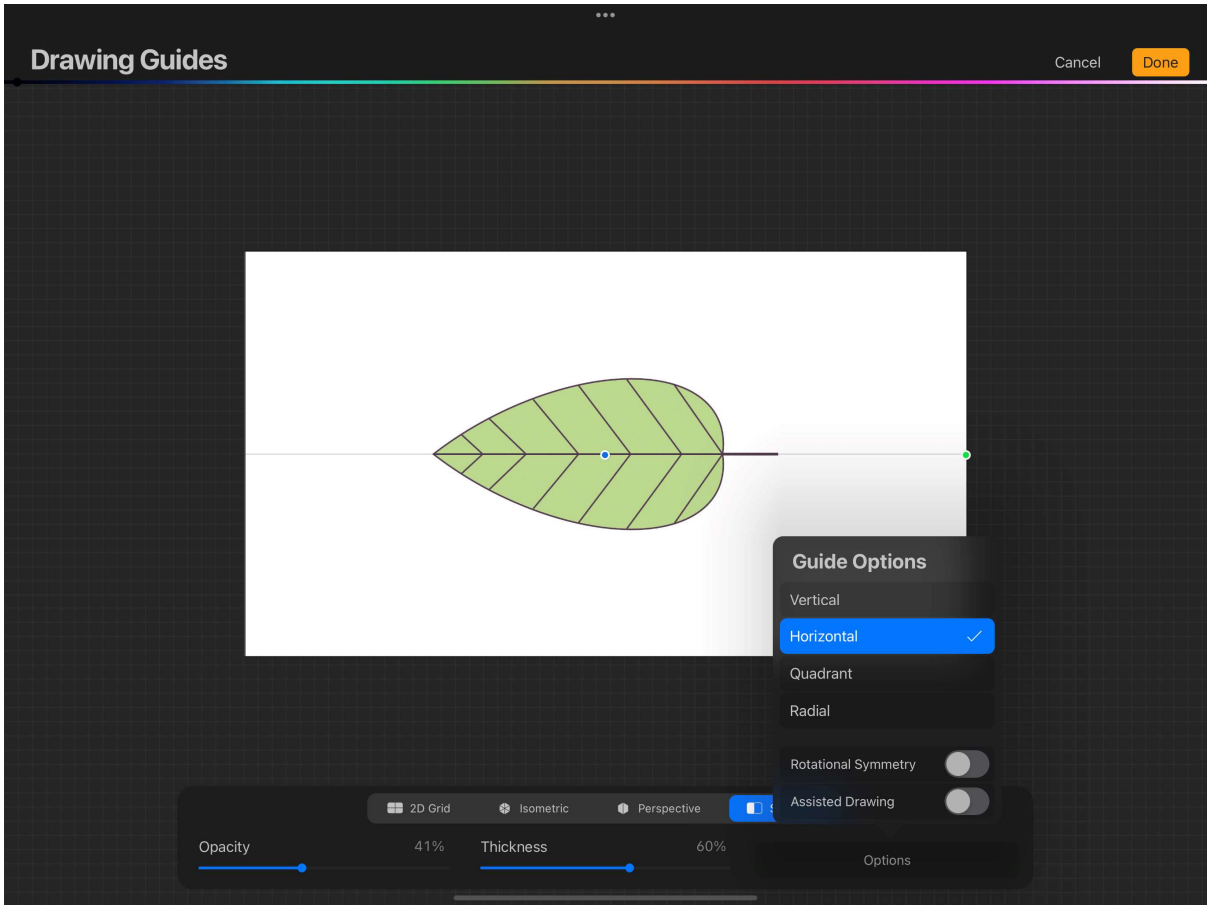 Drawing Guides
Cancel
Done
Guide Options
Vertical
Horizontal
Quadrant
Radial
Rotational Symmetry
Assisted Drawing
2D Grid
Isometric
Perspective
Opacity
41%
Thickness
60%
Options